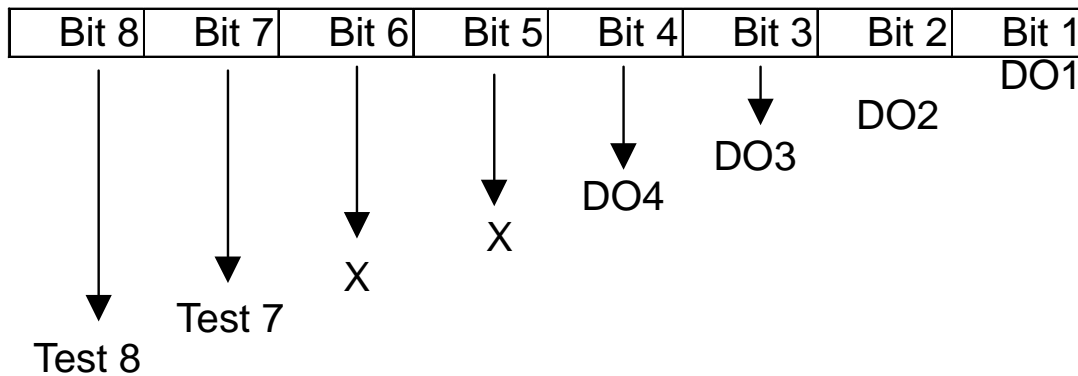 Bit 8 Bit 7 Bit 6 Bit 5 Bit 4 Bit 3 Bit 2 Bit 1
DO1
DO2
DO3
DO4
X
X
Test 7
Test 8